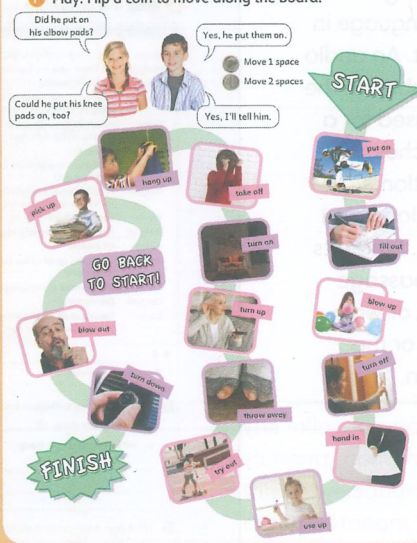 Play. Flip a coin to move along the board.
Did he put on
his elbow pads?
Yes, he put them on.
Move 1 space
Move 2 spaces
Could he put his knee
pads on, too?
Yes, I'll tell him.
START
put on
fill out
blow up
turn off
hand in
use up
try out
throw away
turn up
turn on
take off
hang up
pick up
GO BACK
TO START!
blow out
turn down
FINISH